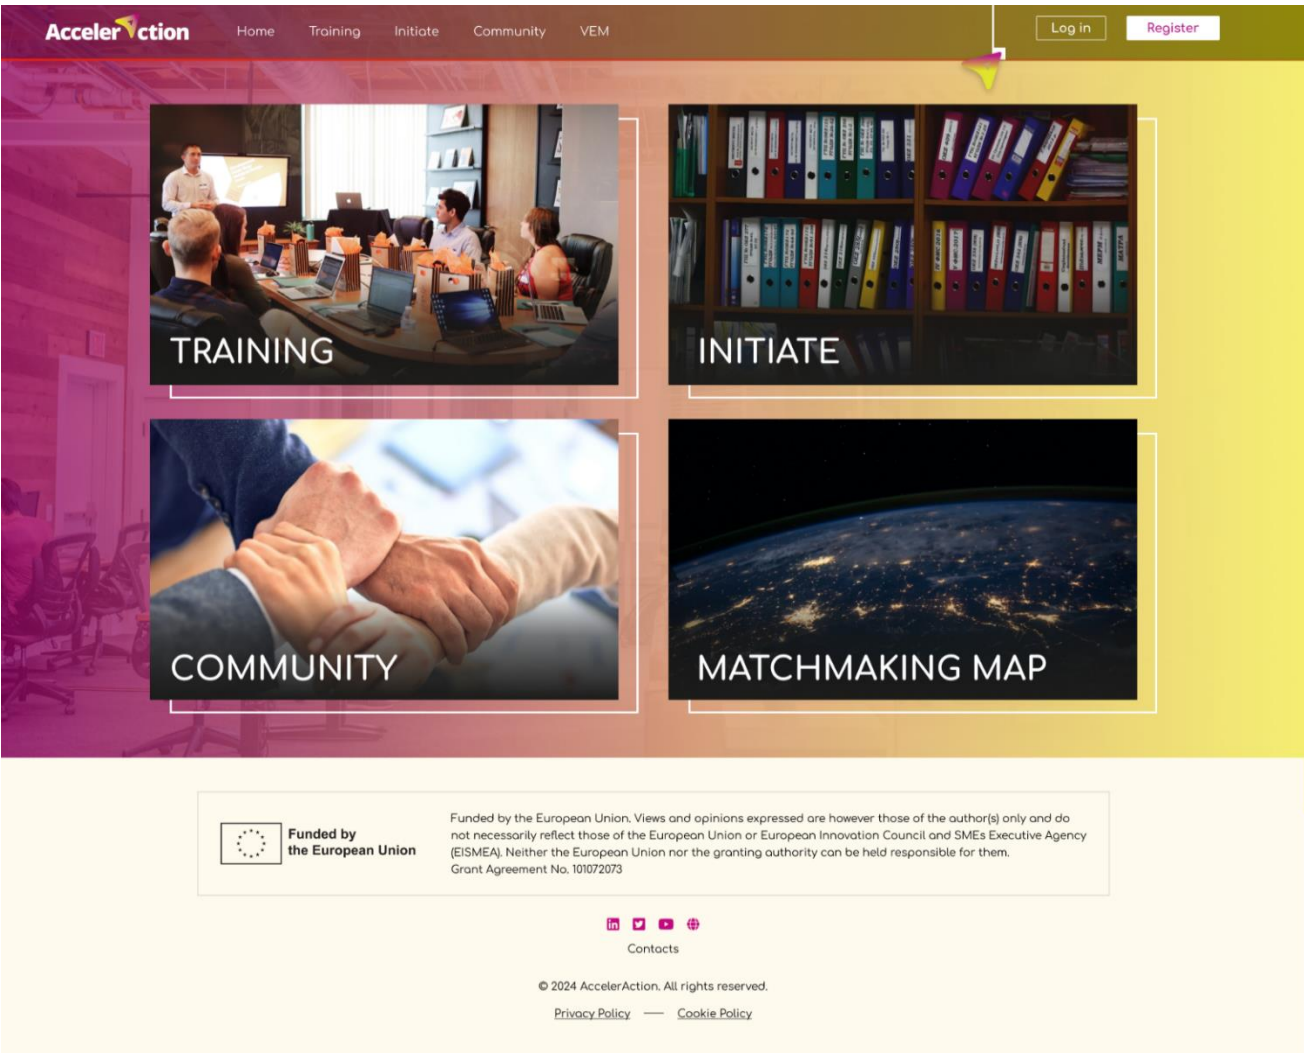 AccelerAction
Home Training Initiate Community VEM
Log in Register
TRAINING
INITIATE
COMMUNITY
MATCHMAKING MAP
Funded by
the European Union
Funded by the European Union. Views and opinions expressed are however those of the author(s) only and do
not necessarily reflect those of the European Union or European Innovation Council and SMEs Executive Agency
(EISMEA). Neither the European Union nor the granting authority can be held responsible for them.
Grant Agreement No. 101072073
Contacts
© 2024 AccelerAction. All rights reserved.
Privacy Policy — Cookie Policy